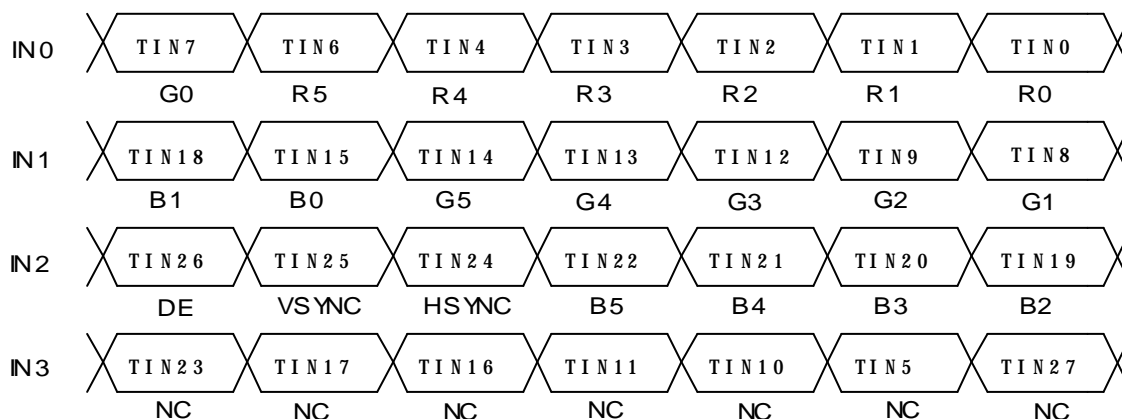 IN0 TIN7 TIN6 TIN4 TIN3 TIN2 TIN1 TIN0
G0 R5 R4 R3 R2 R1 R0
IN1 TIN18 TIN15 TIN14 TIN13 TIN12 TIN9 TIN8
B1 B0 G5 G4 G3 G2 G1
IN2 TIN26 TIN25 TIN24 TIN22 TIN21 TIN20 TIN19
DE VSYNC HSYNC B5 B4 B3 B2
IN3 TIN23 TIN17 TIN16 TIN11 TIN10 TIN5 TIN27
NC NC NC NC NC NC NC